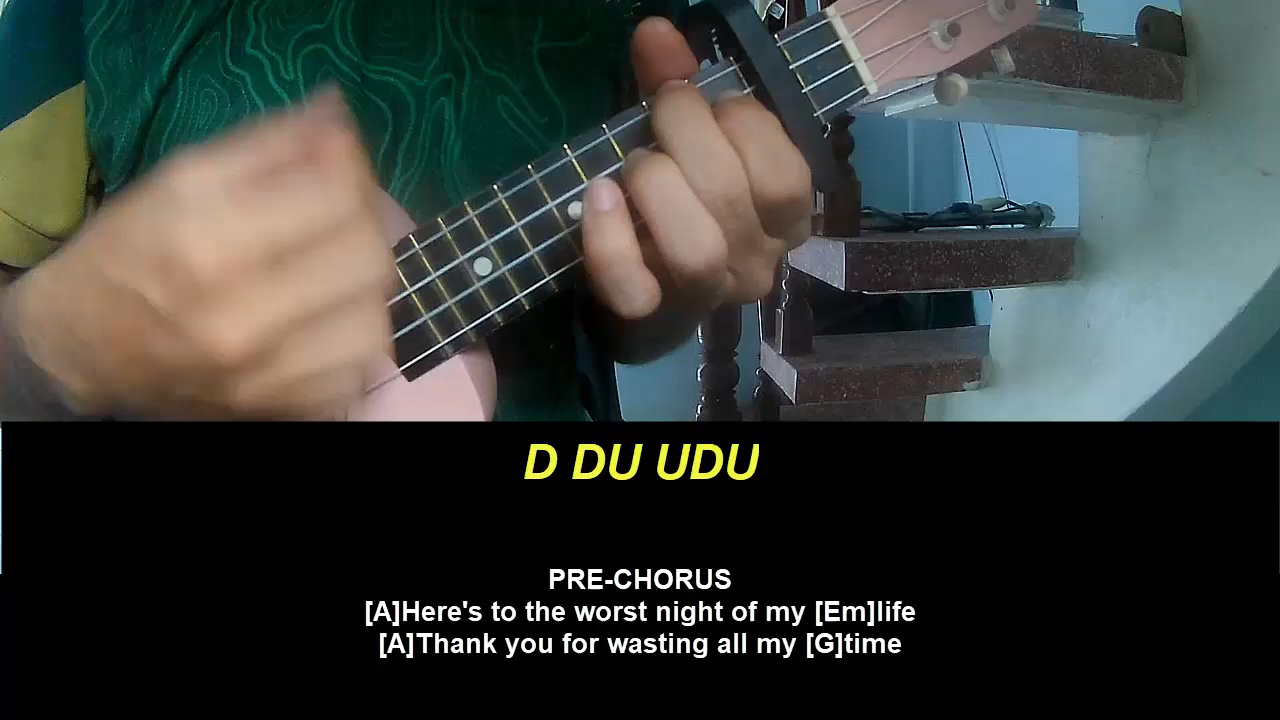 D DU UDU
PRE-CHORUS
[A]Here's to the worst night of my [Em]life
[A]Thank you for wasting all my [G]time